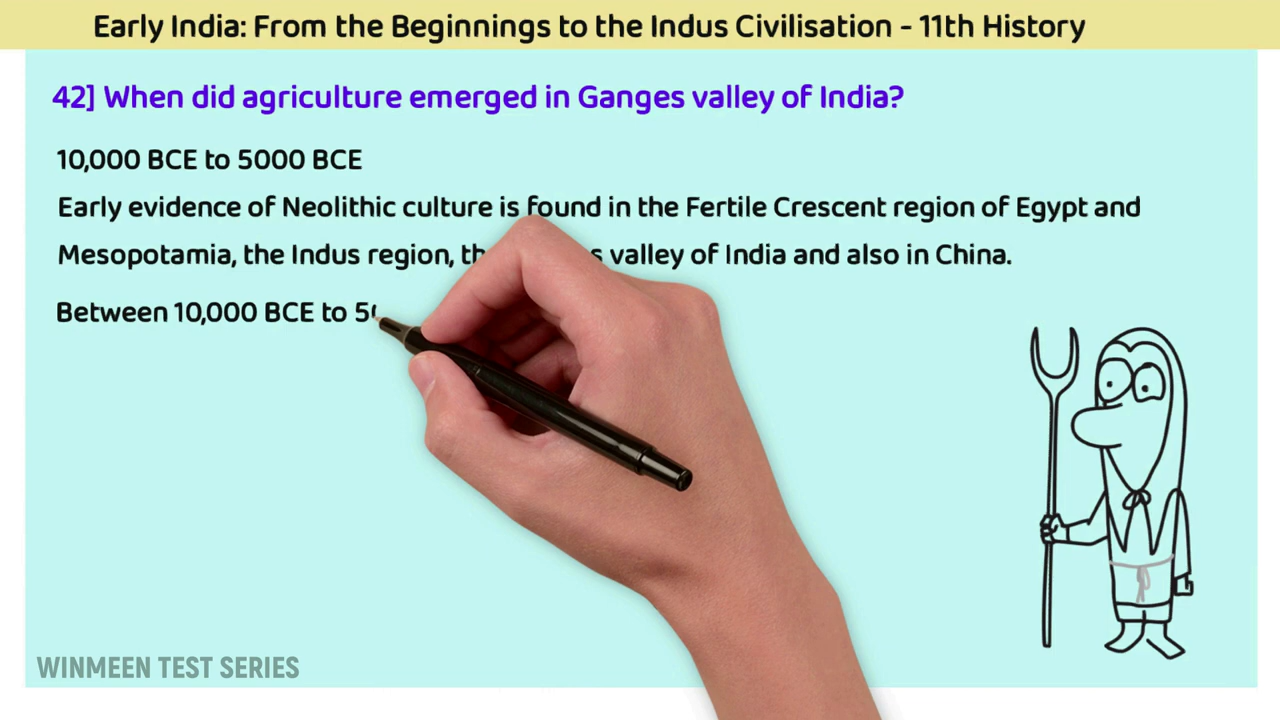 Early India: From the Beginnings to the Indus Civilisation - 11th History
42] When did agriculture emerged in Ganges valley of India?
10,000 BCE to 5000 BCE
Early evidence of Neolithic culture is found in the Fertile Crescent region of Egypt and
Mesopotamia, the Indus region, valley of India and also in China.
Between 10,000 BCE to
WINMEEN TEST SERIES